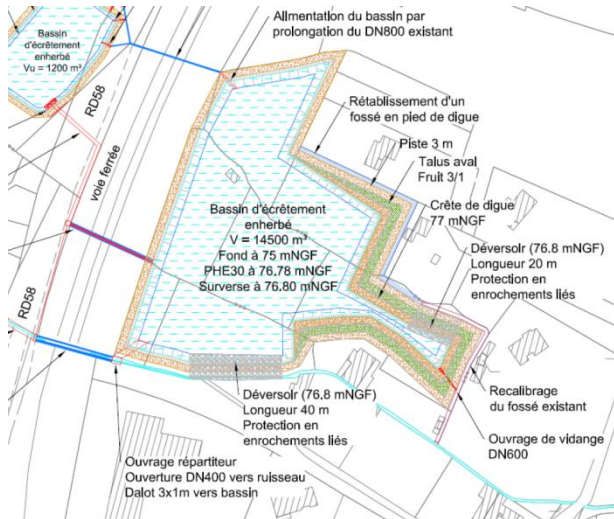 Alimentation du bassin par
prolongation du DN800 existant
Bassin
d'écrêtement
enherbé
Vu = 1200 m³
RD58
voie ferrée
Rétablissement d'un
fossé en pied de digue
Piste 3 m
Talus aval
Fruit 3/1
Crête de digue
77 mNGF
Bassin d'écrêtement
enherbé
V = 14500 m³
Fond à 75 mNGF
PHE30 à 76.78 mNGF
Surverse à 76.80 mNGF
Déversoir (76.8 mNGF)
Longueur 20 m
Protection en
enrochements liés
RD58
Déversoir (76,8 mNGF)
Longueur 40 m
Protection en
enrochements liés
Recalibrage
du fossé existant
Ouvrage de vidange
DN600
Ouvrage répartiteur
Ouverture DN400 vers ruisseau
Dalot 3x1m vers bassin